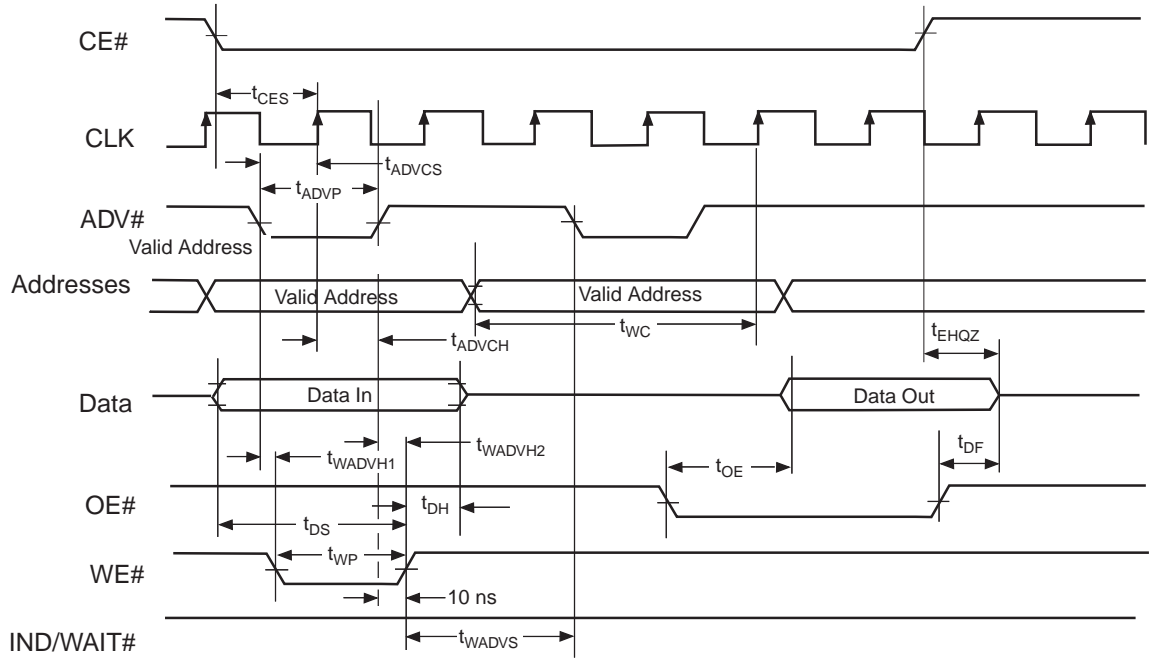 CE#
tCES
CLK
tADVCS
tADVP
ADV#
Valid Address
Addresses
Valid Address
Valid Address
tWC
tEHQZ
tADVCH
Data
Data In
Data Out
tWADVH1
tWADVH2
tOE
tDF
OE#
tDH
tDS
tWP
WE#
10 ns
tWADVS
IND/WAIT#